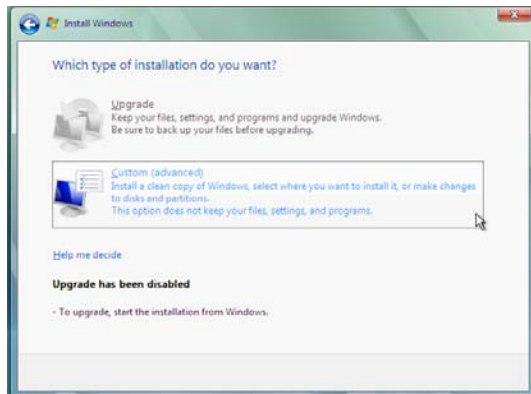 Install Windows
Which type of installation do you want?
Upgrade
Keep your files, settings, and programs and upgrade Windows.
Be sure to back up your files before upgrading.
Custom (advanced)
Install a clean copy of Windows, select where you want to install it, or make changes
to disks and partitions.
This option does not keep your files, settings, and programs.
Help me decide
Upgrade has been disabled
- To upgrade, start the installation from Windows.